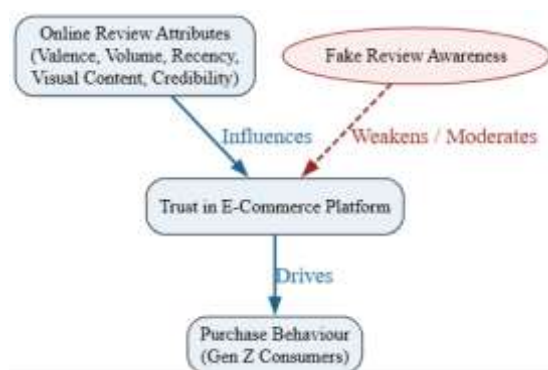 Online Review Attributes
(Valence, Volume, Recency,
Visual Content, Credibility)
Fake Review Awareness
Influences
Weakens / Moderates
Trust in E-Commerce Platform
Drives
Purchase Behaviour
(Gen Z Consumers)